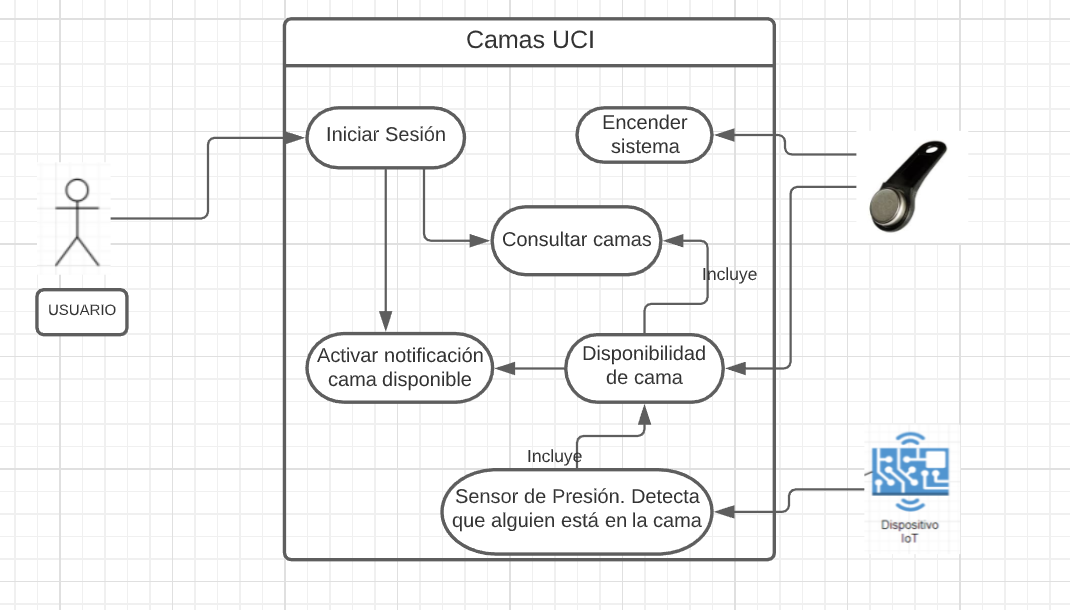 Camas UCI
Iniciar Sesión
Encender
sistema
Consultar camas
Incluye
USUARIO
Activar notificación
cama disponible
Disponibilidad
de cama
Incluye
Sensor de Presión. Detecta
que alguien está en la cama
Dispositivo
IoT